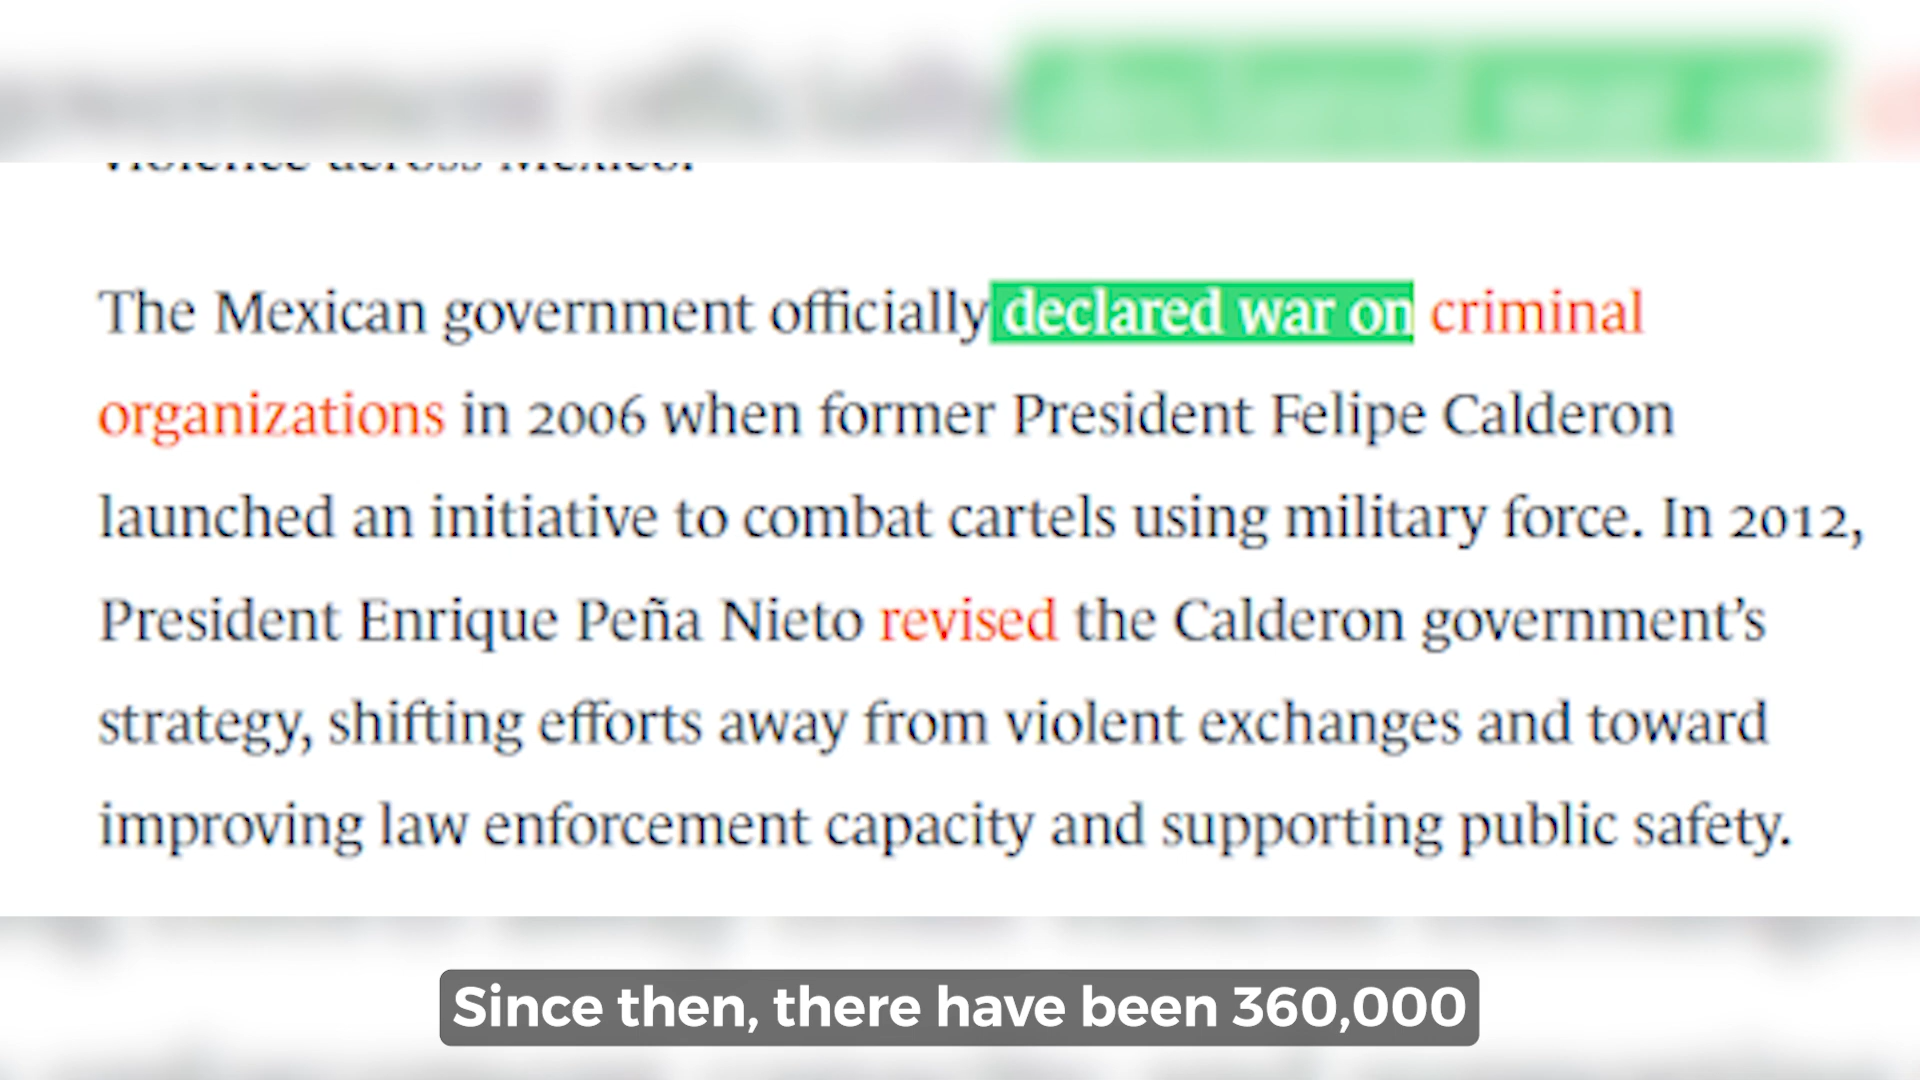 violence across Mexico.
The Mexican government officially declared war on criminal
organizations in 2006 when former President Felipe Calderon
launched an initiative to combat cartels using military force. In 2012,
President Enrique Peña Nieto revised the Calderon government’s
strategy, shifting efforts away from violent exchanges and toward
improving law enforcement capacity and supporting public safety.
Since then, there have been 360,000